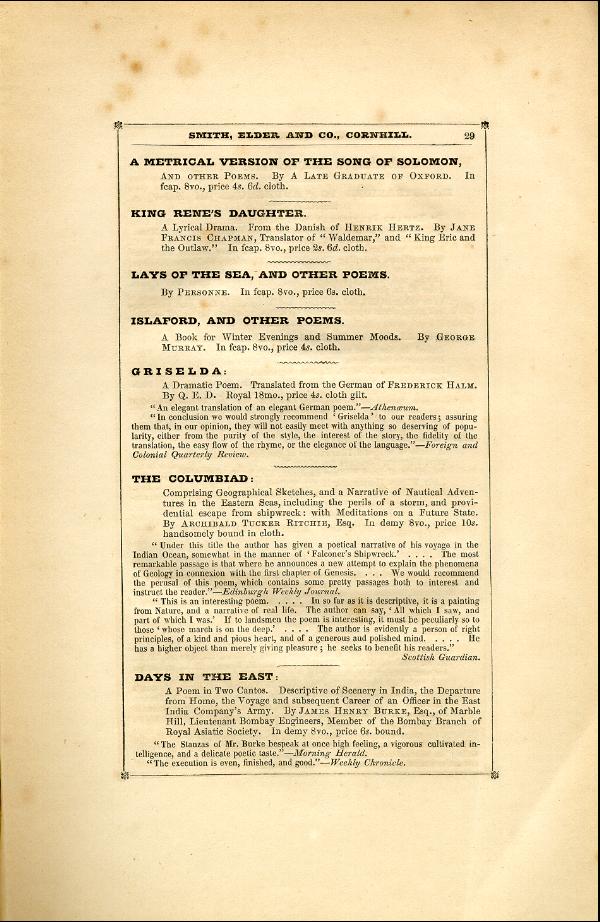 SMITH, ELDER AND CO., CORNHILL. 29
A METRICAL VERSION OF THE SONG OF SOLOMON,
AND OTHER POEMS. By A LATE GRADUATE OF OXFORD. In
fcap. 8vo., price 4s. 6d. cloth.
KING RENE'S DAUGHTER.
A Lyrical Drama. From the Danish of HENRIK HERTZ. By JANE
FRANCIS CHAPMAN, Translator of "Waldemar," and "King Eric and
the Outlaw." In fcap. 8vo., price 2s. 6d. cloth.
LAYS OF THE SEA, AND OTHER POEMS.
By PERSONNE. In fcap. 8vo., price 6s. cloth.
ISLAFORD, AND OTHER POEMS.
A Book for Winter Evenings and Summer Moods. By GEORGE
MURRAY. In fcap. 8vo., price 4s. cloth.
GRISELDA:
A Dramatic Poem. Translated from the German of FREDERICK HALM.
By Q. E. D. Royal 18mo., price 4s. cloth gilt.
"An elegant translation of an elegant German poem."—Athenæum.
"In conclusion we would strongly recommend 'Griselda' to our readers; assuring
them that, in our opinion, they will not easily meet with anything so deserving of popu-
larity, either from the purity of the style, the interest of the story, the fidelity of the
translation, the easy flow of the rhyme, or the elegance of the language."—Foreign and
Colonial Quarterly Review.
THE COLUMBIAD:
Comprising Geographical Sketches, and a Narrative of Nautical Adven-
tures in the Eastern Seas, including the perils of a storm, and provi-
dential escape from shipwreck: with Meditations on a Future State.
By ARCHIBALD TUCKER RITCHIE, Esq. In demy 8vo., price 10s.
handsomely bound in cloth.
"Under this title the author has given a poetical narrative of his voyage in the
Indian Ocean, somewhat in the manner of 'Falconer's Shipwreck.' . . . . The most
remarkable passage is that where he announces a new attempt to explain the phenomena
of Geology in connexion with the first chapter of Genesis. . . . We would recommend
the perusal of this poem, which contains some pretty passages both to interest and
instruct the reader."—Edinburgh Weekly Journal.
"This is an interesting poem. . . . . In so far as it is descriptive, it is a painting
from Nature, and a narrative of real life. The author can say, 'All which I saw, and
part of which I was.' If to landsmen the poem is interesting, it must be peculiarly so to
those 'whose march is on the deep.' . . . . The author is evidently a person of right
principles, of a kind and pious heart, and of a generous and polished mind. . . . . He
has a higher object than merely giving pleasure; he seeks to benefit his readers."
Scottish Guardian.
DAYS IN THE EAST:
A Poem in Two Cantos. Descriptive of Scenery in India, the Departure
from Home, the Voyage and subsequent Career of an Officer in the East
India Company's Army. By JAMES HENRY BURKE, Esq., of Marble
Hill, Lieutenant Bombay Engineers, Member of the Bombay Branch of
Royal Asiatic Society. In demy 8vo., price 6s. bound.
"The Stanzas of Mr. Burke bespeak at once high feeling, a vigorous cultivated in-
telligence, and a delicate poetic taste."—Morning Herald.
"The execution is even, finished, and good."—Weekly Chronicle.